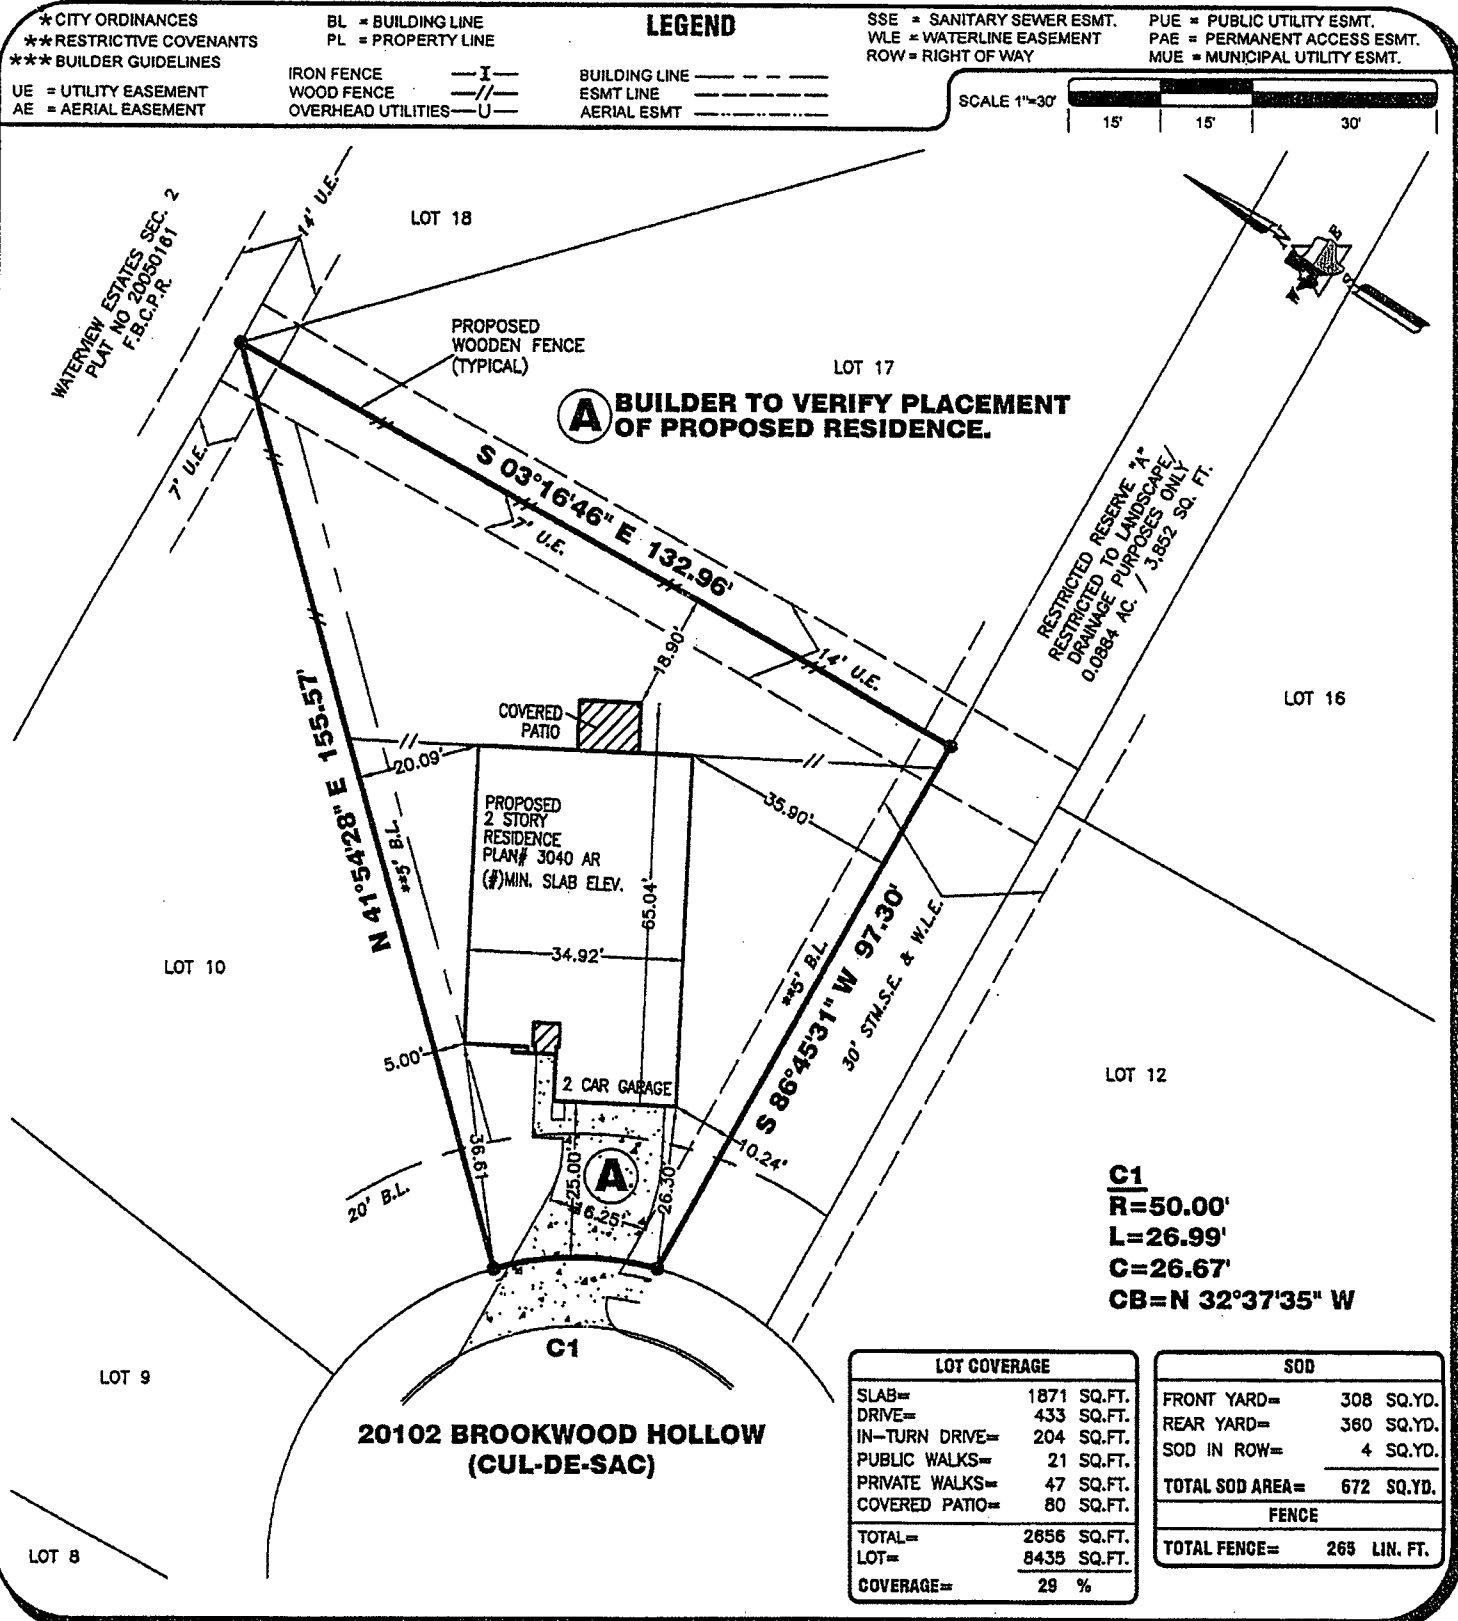 * CITY ORDINANCES
** RESTRICTIVE COVENANTS
*** BUILDER GUIDELINES
UE = UTILITY EASEMENT
AE = AERIAL EASEMENT
BL = BUILDING LINE
PL = PROPERTY LINE
IRON FENCE —I—
WOOD FENCE —//—
OVERHEAD UTILITIES —U—
LEGEND
BUILDING LINE
ESMT LINE
AERIAL ESMT
SSE = SANITARY SEWER ESMT.
WLE = WATERLINE EASEMENT
ROW = RIGHT OF WAY
PUE = PUBLIC UTILITY ESMT.
PAE = PERMANENT ACCESS ESMT.
MUE = MUNICIPAL UTILITY ESMT.
SCALE 1"=30'
15' 15' 30'
WATERVIEW ESTATES SEC. 2
PLAT NO 20050161
F.B.C.P.R.
14' U.E.
LOT 18
N
E
S
W
PROPOSED
WOODEN FENCE
(TYPICAL)
LOT 17
A BUILDER TO VERIFY PLACEMENT
OF PROPOSED RESIDENCE.
7' U.E.
S 03°16'46" E 132.96'
7' U.E.
RESTRICTED RESERVE "A"
RESTRICTED TO LANDSCAPE/
DRAINAGE PURPOSES ONLY
0.0884 AC. / 3,852 SQ. FT.
18.90'
14' U.E.
LOT 16
COVERED
PATIO
N 41°54'28" E 155.57'
20.09'
35.90'
PROPOSED
2 STORY
RESIDENCE
PLAN# 3040 AR
(#)MIN. SLAB ELEV.
**5' B.L.
65.04'
34.92'
S 86°45'31" W 97.30'
**5' B.L.
30' STM.S.E. & W.L.E.
LOT 10
5.00'
2 CAR GARAGE
LOT 12
36.61
25.00'
A
26.30'
10.24'
16.25'
20' B.L.
C1
R=50.00'
L=26.99'
C=26.67'
CB=N 32°37'35" W
C1
LOT 9
20102 BROOKWOOD HOLLOW
(CUL-DE-SAC)
LOT 8
LOT COVERAGE
SLAB= 1871 SQ.FT.
DRIVE= 433 SQ.FT.
IN-TURN DRIVE= 204 SQ.FT.
PUBLIC WALKS= 21 SQ.FT.
PRIVATE WALKS= 47 SQ.FT.
COVERED PATIO= 80 SQ.FT.
TOTAL= 2656 SQ.FT.
LOT= 8435 SQ.FT.
COVERAGE= 29 %
SOD
FRONT YARD= 308 SQ.YD.
REAR YARD= 360 SQ.YD.
SOD IN ROW= 4 SQ.YD.
TOTAL SOD AREA= 672 SQ.YD.
FENCE
TOTAL FENCE= 265 LIN. FT.